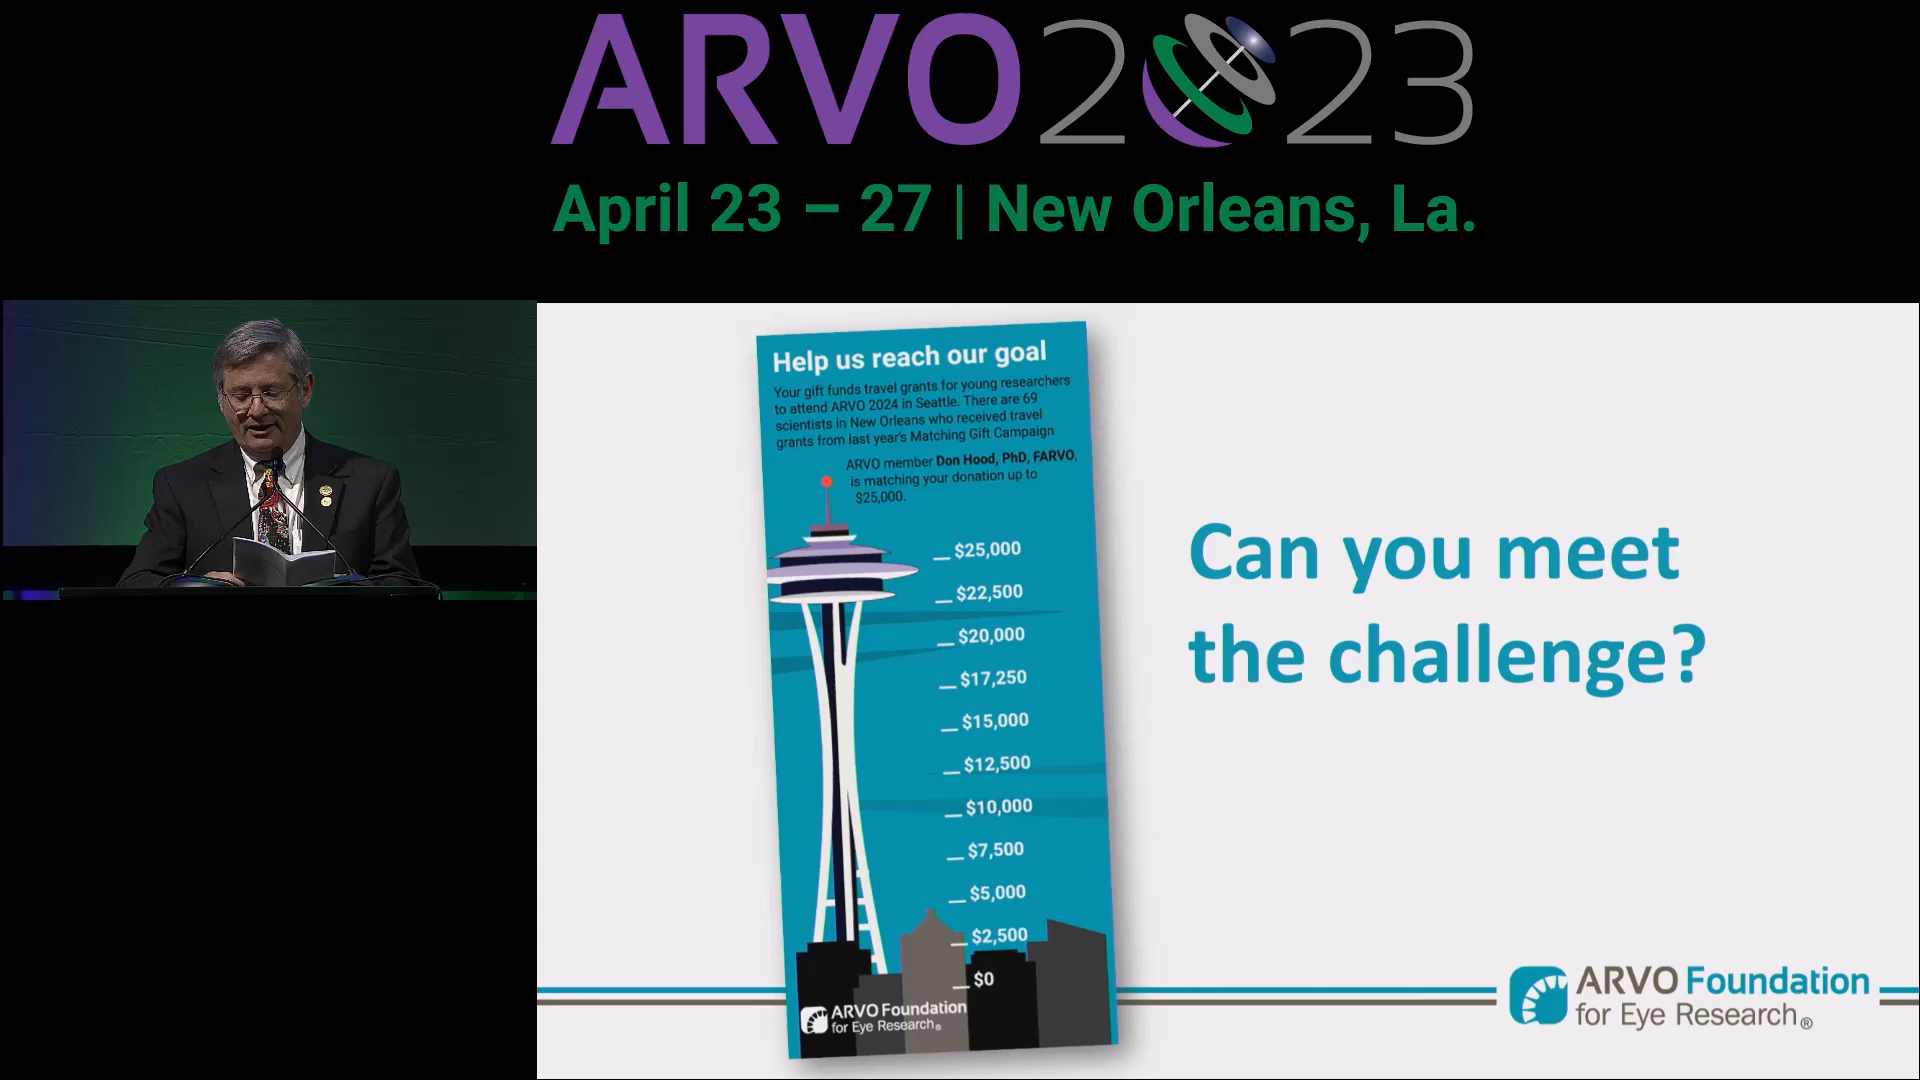 ARVO2023
April 23 – 27 | New Orleans, La.
Help us reach our goal
Your gift funds travel grants for young researchers
to attend ARVO 2024 in Seattle. There are 69
scientists in New Orleans who received travel
grants from last year's Matching Gift Campaign
ARVO member Don Hood, PhD, FARVO,
is matching your donation up to
$25,000.
$25,000
$22,500
$20,000
$17,250
$15,000
$12,500
$10,000
$7,500
$5,000
$2,500
$0
ARVO Foundation
for Eye Research®
Can you meet
the challenge?
ARVO Foundation
for Eye Research®